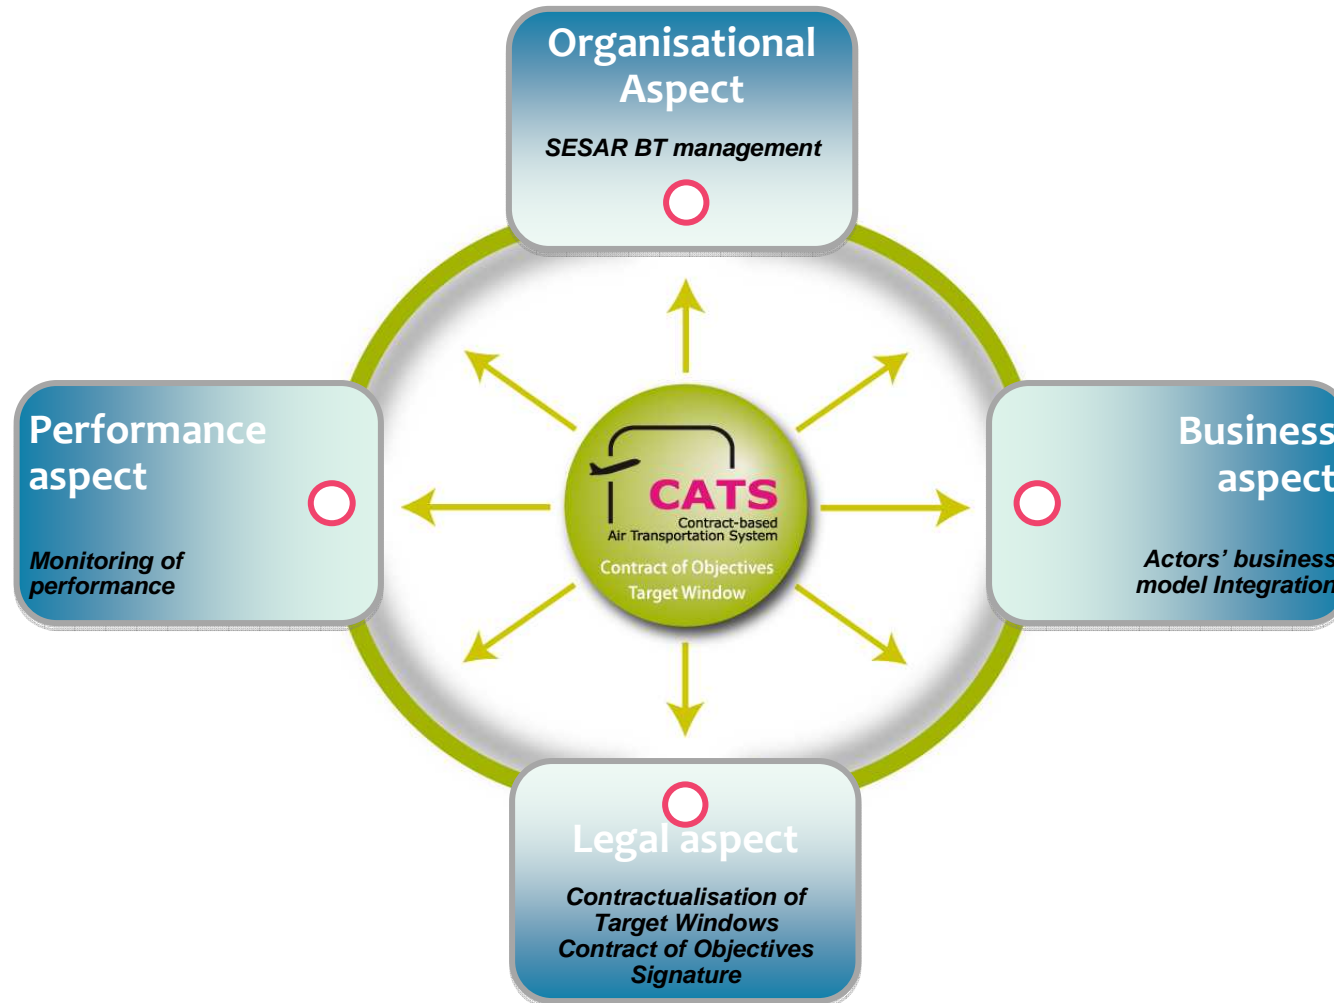 Organisational
Aspect
SESAR BT management
Performance
aspect
Monitoring of
performance
CATS
Contract-based
Air Transportation System
Contract of Objectives
Target Window
Business
aspect
Actors' business
model Integration
Legal aspect
Contractualisation of
Target Windows
Contract of Objectives
Signature